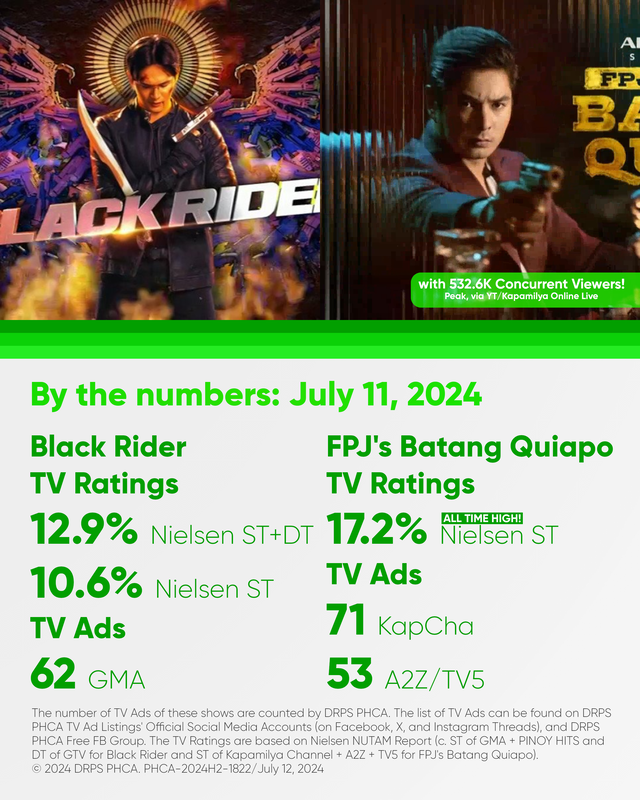 BLACK RIDE
AB
S
FPJ
BA
QU
with 532.6K Concurrent Viewers!
Peak, via YT/Kapamilya Online Live
By the numbers: July 11, 2024
Black Rider
TV Ratings
12.9% Nielsen ST+DT
10.6% Nielsen ST
TV Ads
62 GMA
FPJ's Batang Quiapo
TV Ratings
ALL TIME HIGH!
17.2% Nielsen ST
TV Ads
71 KapCha
53 A2Z/TV5
The number of TV Ads of these shows are counted by DRPS PHCA. The list of TV Ads can be found on DRPS
PHCA TV Ad Listings' Official Social Media Accounts (on Facebook, X, and Instagram Threads), and DRPS
PHCA Free FB Group. The TV Ratings are based on Nielsen NUTAM Report (c. ST of GMA + PINOY HITS and
DT of GTV for Black Rider and ST of Kapamilya Channel + A2Z + TV5 for FPJ's Batang Quiapo).
© 2024 DRPS PHCA. PHCA-2024H2-1822/July 12, 2024